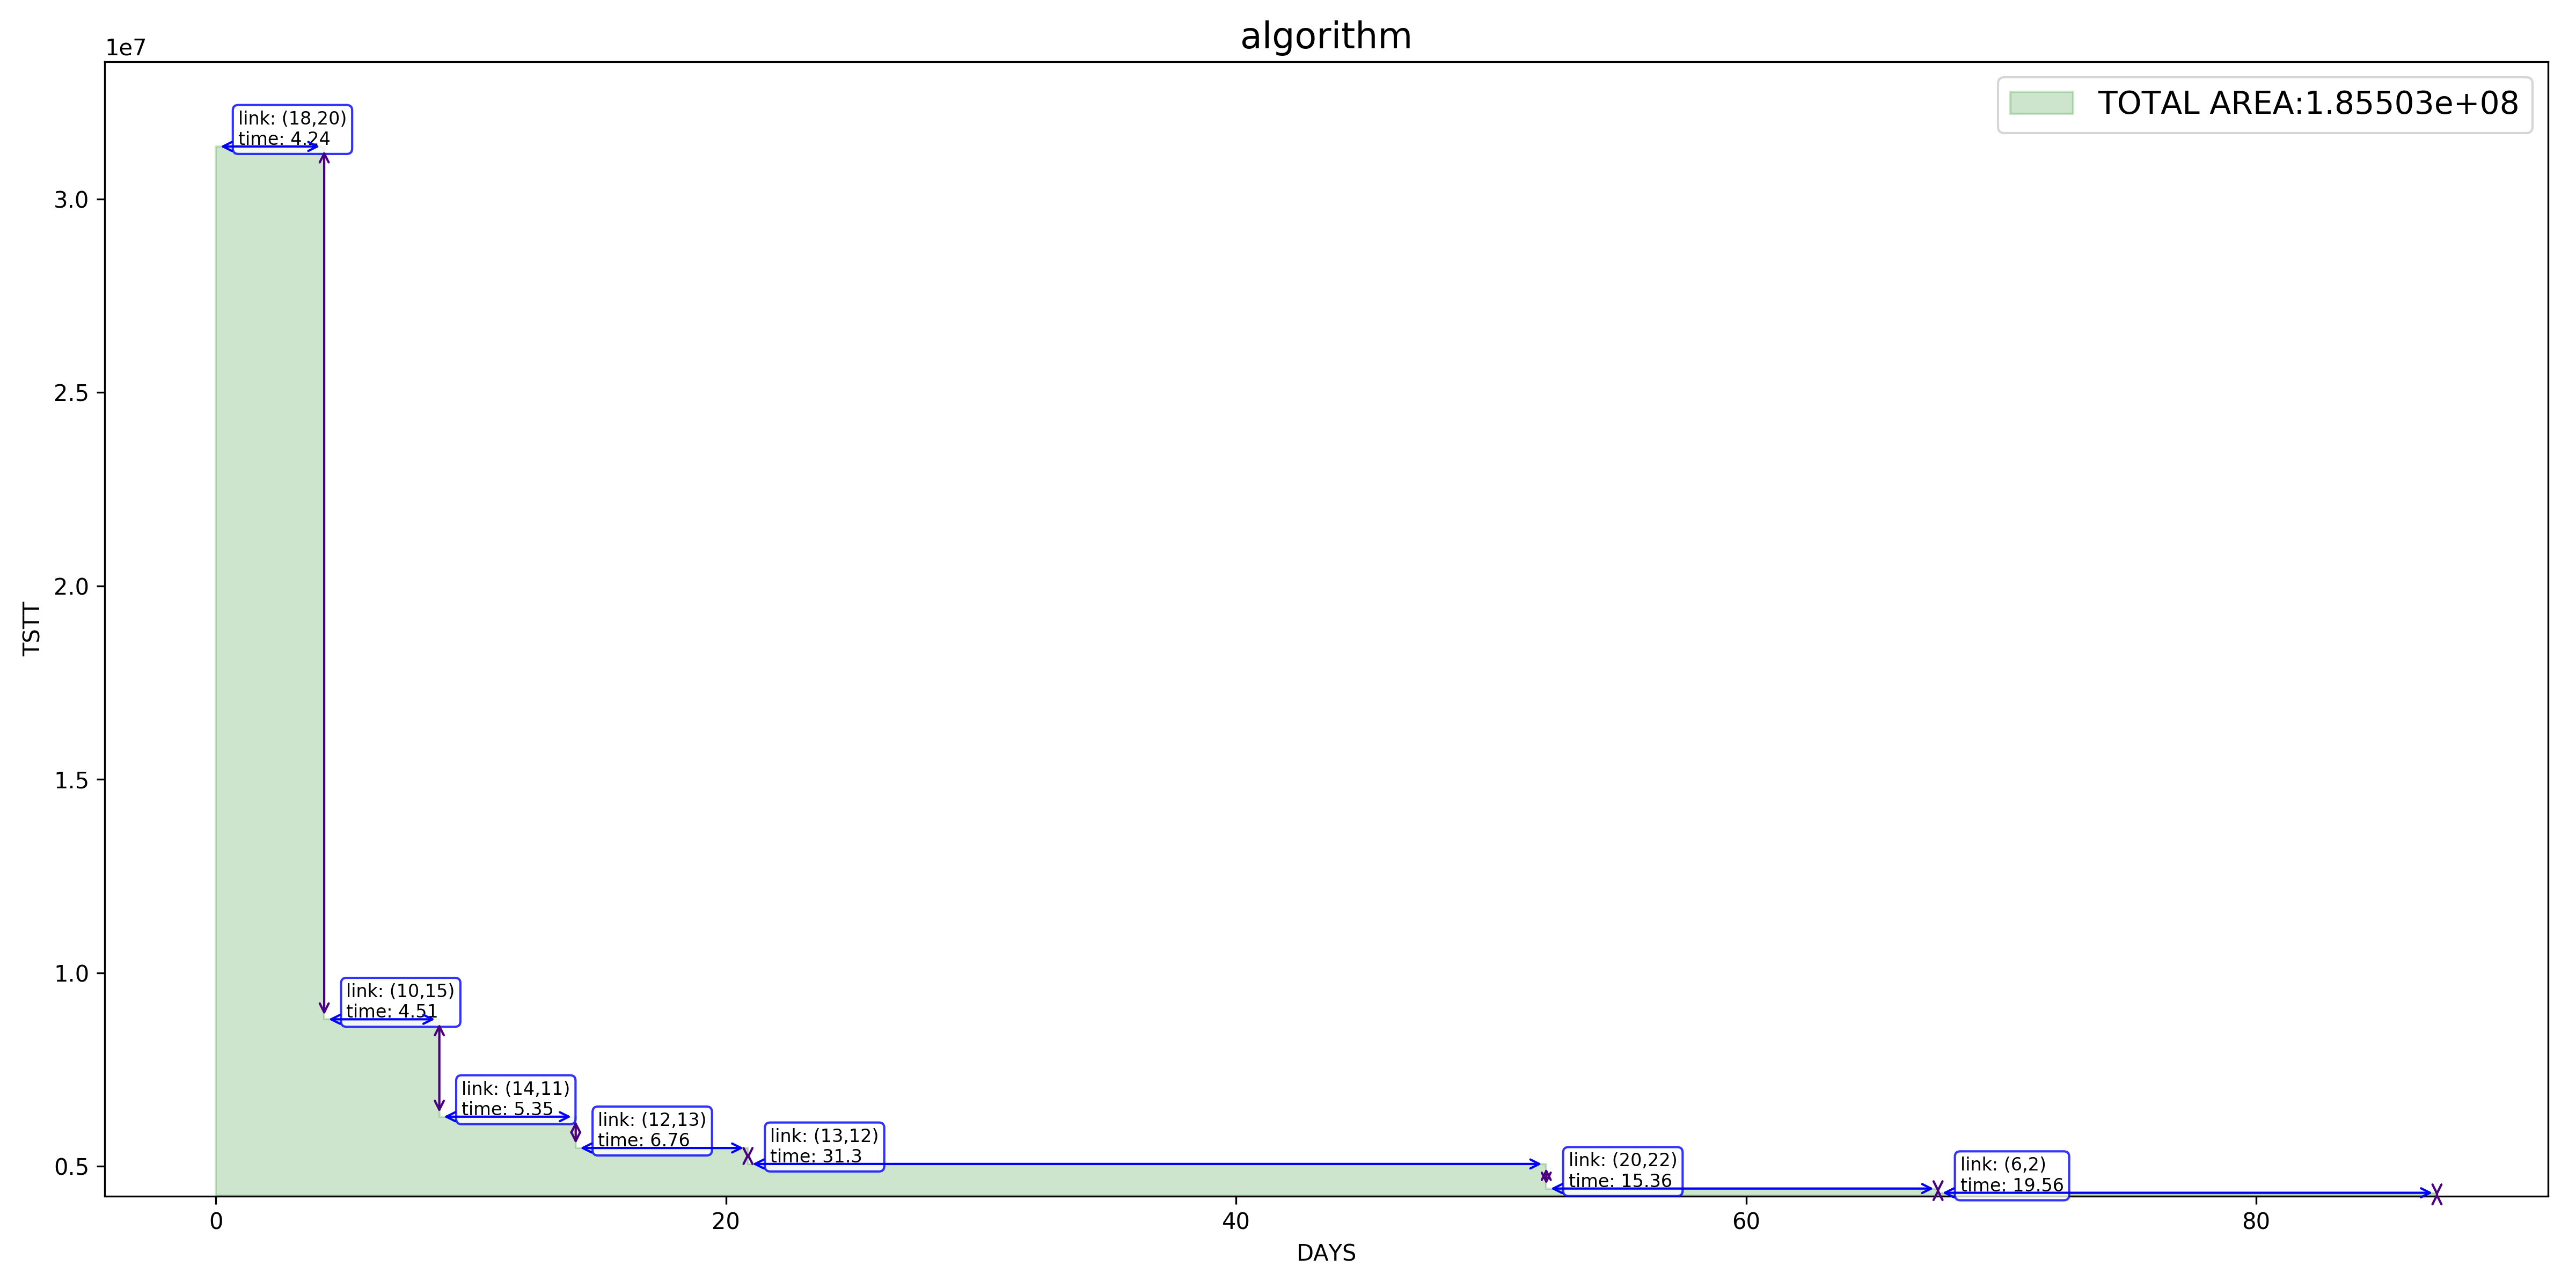 algorithm
1e7
TOTAL AREA:1.85503e+08
link: (18,20)
time: 4.24
3.0
2.5
2.0
TSTT
1.5
1.0
link: (10,15)
time: 4.51
link: (14,11)
time: 5.35
link: (12,13)
time: 6.76
link: (13,12)
time: 31.3
link: (20,22)
time: 15.36
link: (6,2)
time: 19.56
0.5
0 20 40 60 80
DAYS